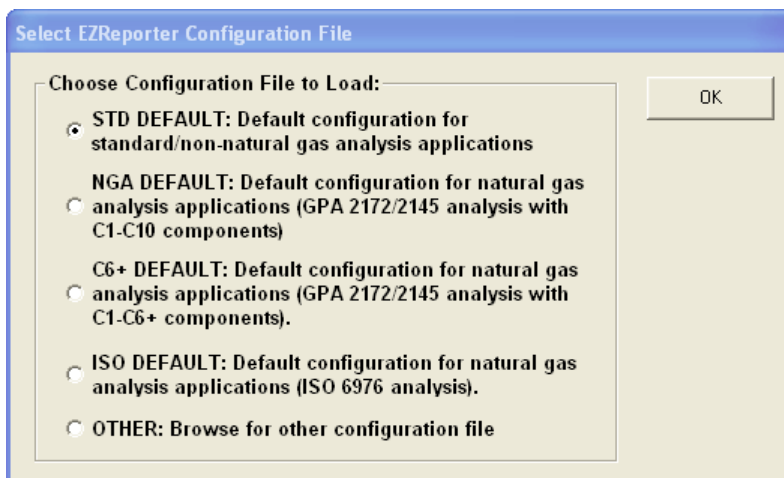 Select EZReporter Configuration File
Choose Configuration File to Load:
OK
STD DEFAULT: Default configuration for
standard/non-natural gas analysis applications
NGA DEFAULT: Default configuration for natural gas
analysis applications (GPA 2172/2145 analysis with
C1-C10 components)
C6+ DEFAULT: Default configuration for natural gas
analysis applications (GPA 2172/2145 analysis with
C1-C6+ components).
ISO DEFAULT: Default configuration for natural gas
analysis applications (ISO 6976 analysis).
OTHER: Browse for other configuration file